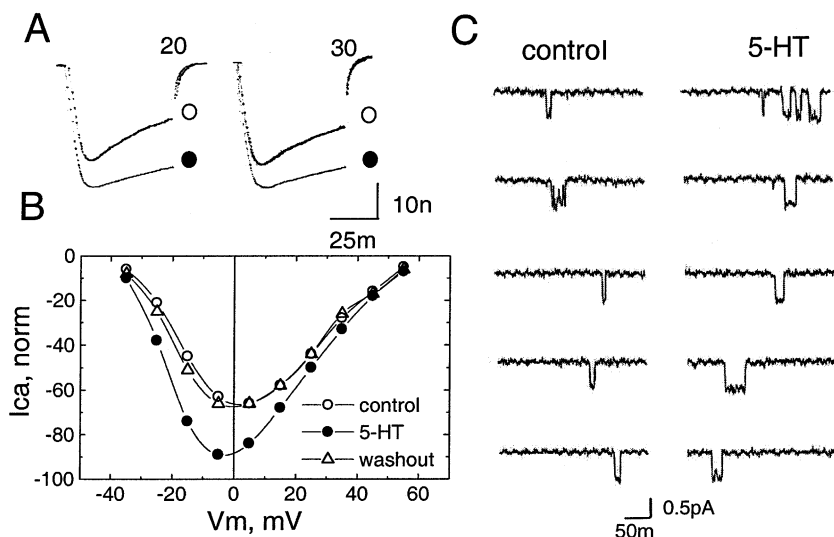 A
20
30
10n
25m
B
0
-20
-40
-60
-80
-100
Ica, norm
control
5-HT
washout
-40
-20
0
20
40
60
Vm, mV
C
control
5-HT
0.5pA
50m